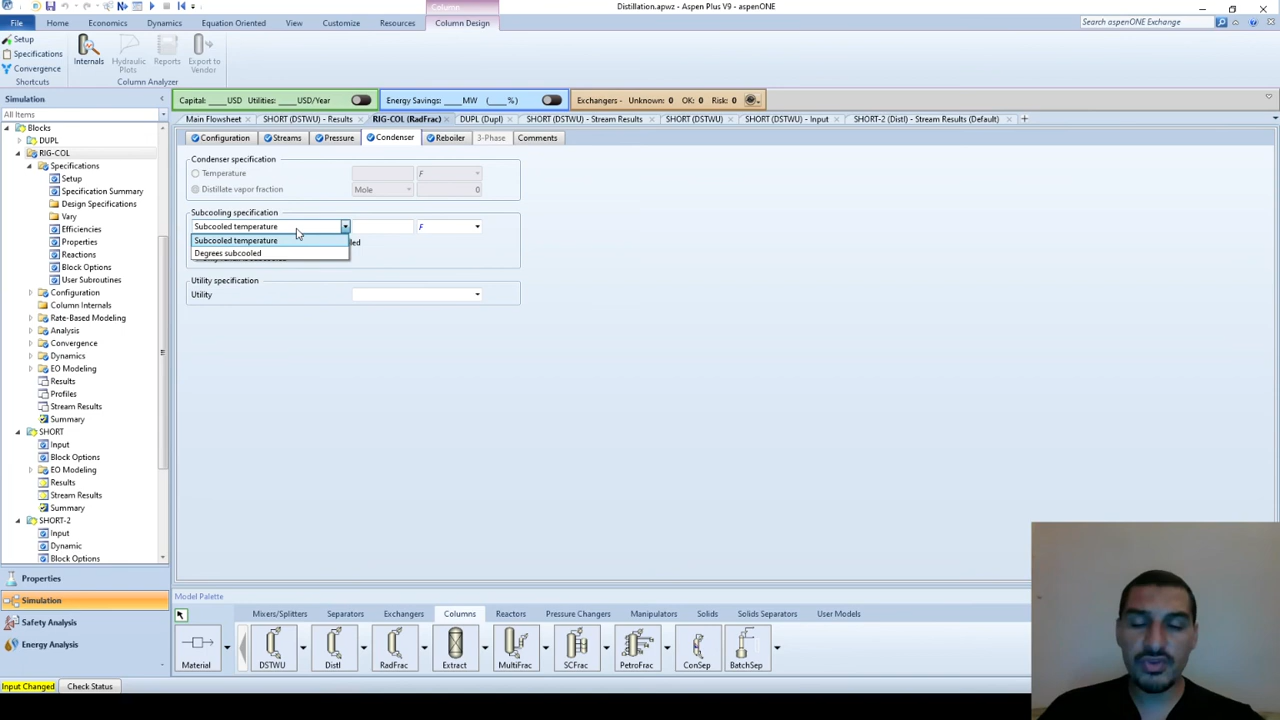 Column
Distillation.apwz - Aspen Plus V9 - aspenONE
File Home Economics Dynamics Equation Oriented View Customize Resources Column Design
Search aspenONE Exchange
Setup
Specifications
Convergence
Shortcuts
Internals
Hydraulic Plots
Reports
Export to Vendor
Column Analyzer
Simulation
All Items
Capital: ____USD Utilities: ____USD/Year
Energy Savings: ____MW (____%)
Exchangers - Unknown: 0 OK: 0 Risk: 0
Main Flowsheet
SHORT (DSTWU) - Results
RIG-COL (RadFrac)
DUPL (Dupl)
SHORT (DSTWU) - Stream Results
SHORT (DSTWU)
SHORT (DSTWU) - Input
SHORT-2 (Distl) - Stream Results (Default)
Configuration
Streams
Pressure
Condenser
Reboiler
3-Phase
Comments
Blocks
DUPL
RIG-COL
Specifications
Setup
Specification Summary
Design Specifications
Vary
Efficiencies
Properties
Reactions
Block Options
User Subroutines
Configuration
Column Internals
Rate-Based Modeling
Analysis
Convergence
Dynamics
EO Modeling
Results
Profiles
Stream Results
Summary
SHORT
Input
Block Options
EO Modeling
Results
Stream Results
Summary
SHORT-2
Input
Dynamic
Block Options
Condenser specification
Temperature F
Distillate vapor fraction Mole 0
Subcooling specification
Subcooled temperature F
Subcooled temperature
Degrees subcooled
Utility specification
Utility
Properties
Simulation
Safety Analysis
Energy Analysis
Model Palette
Mixers/Splitters Separators Exchangers Columns Reactors Pressure Changers Manipulators Solids Solids Separators User Models
Material
DSTWU
Distl
RadFrac
Extract
MultiFrac
SCFrac
PetroFrac
ConSep
BatchSep
Input Changed
Check Status